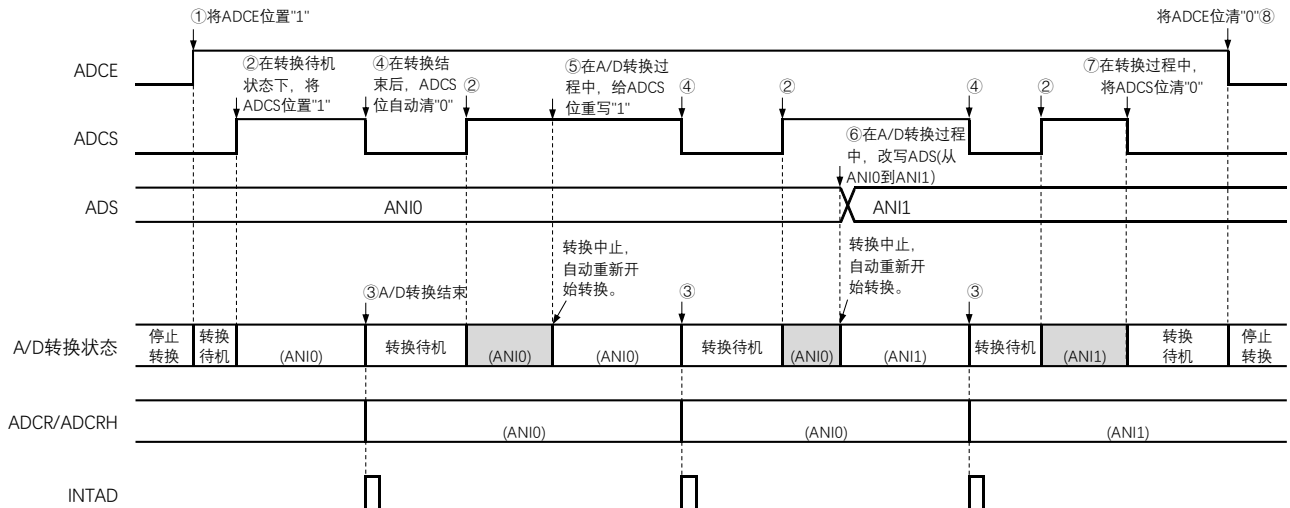 ①将ADCE位置"1"
将ADCE位清"0"⑧
ADCE
②在转换待机
状态下，将
ADCS位置"1"
④在转换结
束后，ADCS
位自动清"0"
②
⑤在A/D转换过
程中，给ADCS
位重写"1"
④
②
④
②
⑦在转换过程中，
将ADCS位清"0"
ADCS
⑥在A/D转换过程
中，改写ADS(从
ANI0到ANI1)
ADS
ANI0
ANI1
转换中止，
自动重新开
始转换。
转换中止，
自动重新开
始转换。
③A/D转换结束
③
③
A/D转换状态
停止
转换
转换
待机
(ANI0)
转换待机
(ANI0)
(ANI0)
转换待机
(ANI0)
(ANI1)
转换待机
(ANI1)
转换
待机
停止
转换
ADCR/ADCRH
(ANI0)
(ANI0)
(ANI1)
INTAD